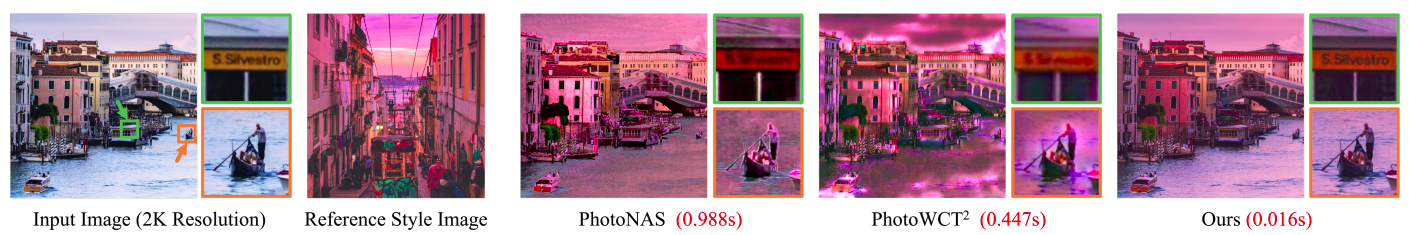 S. Silvestro
S. Silvestro
S. Silvestro
Input Image (2K Resolution)
Reference Style Image
PhotoNAS (0.988s)
PhotoWCT² (0.447s)
Ours (0.016s)